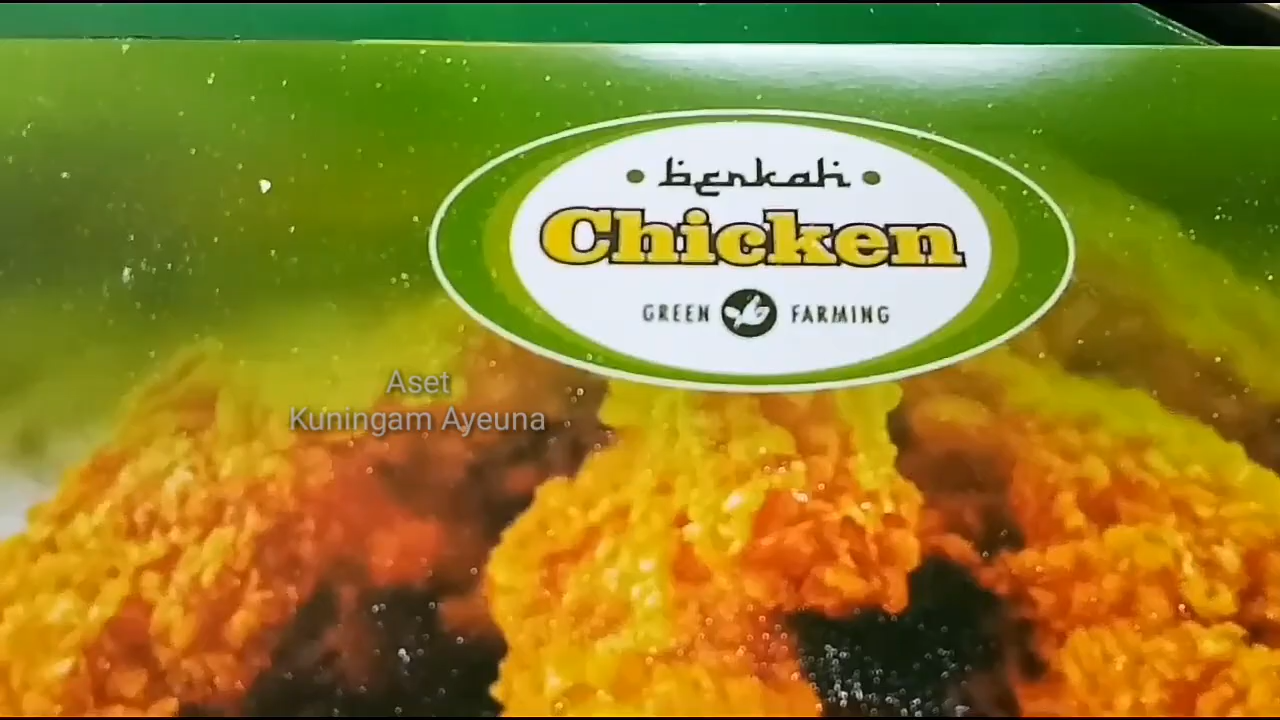 • berkah •
Chicken
GREEN FARMING
Aset
Kuningam Ayeuna